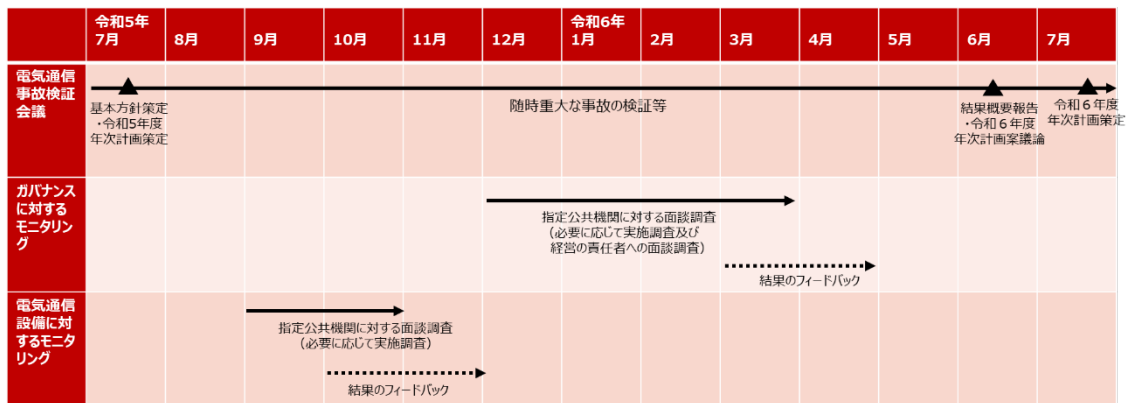 令和5年
7月
8月
9月
10月
11月
12月
令和6年
1月
2月
3月
4月
5月
6月
7月
電気通信
事故検証
会議
基本方針策定
・令和5年度
年次計画策定
随時重大な事故の検証等
結果概要報告
・令和６年度
年次計画案議論
令和６年度
年次計画策定
ガバナンス
に対する
モニタリン
グ
指定公共機関に対する面談調査
（必要に応じて実施調査及び
経営の責任者への面談調査）
結果のフィードバック
電気通信
設備に対
するモニタ
リング
指定公共機関に対する面談調査
（必要に応じて実施調査）
結果のフィードバック